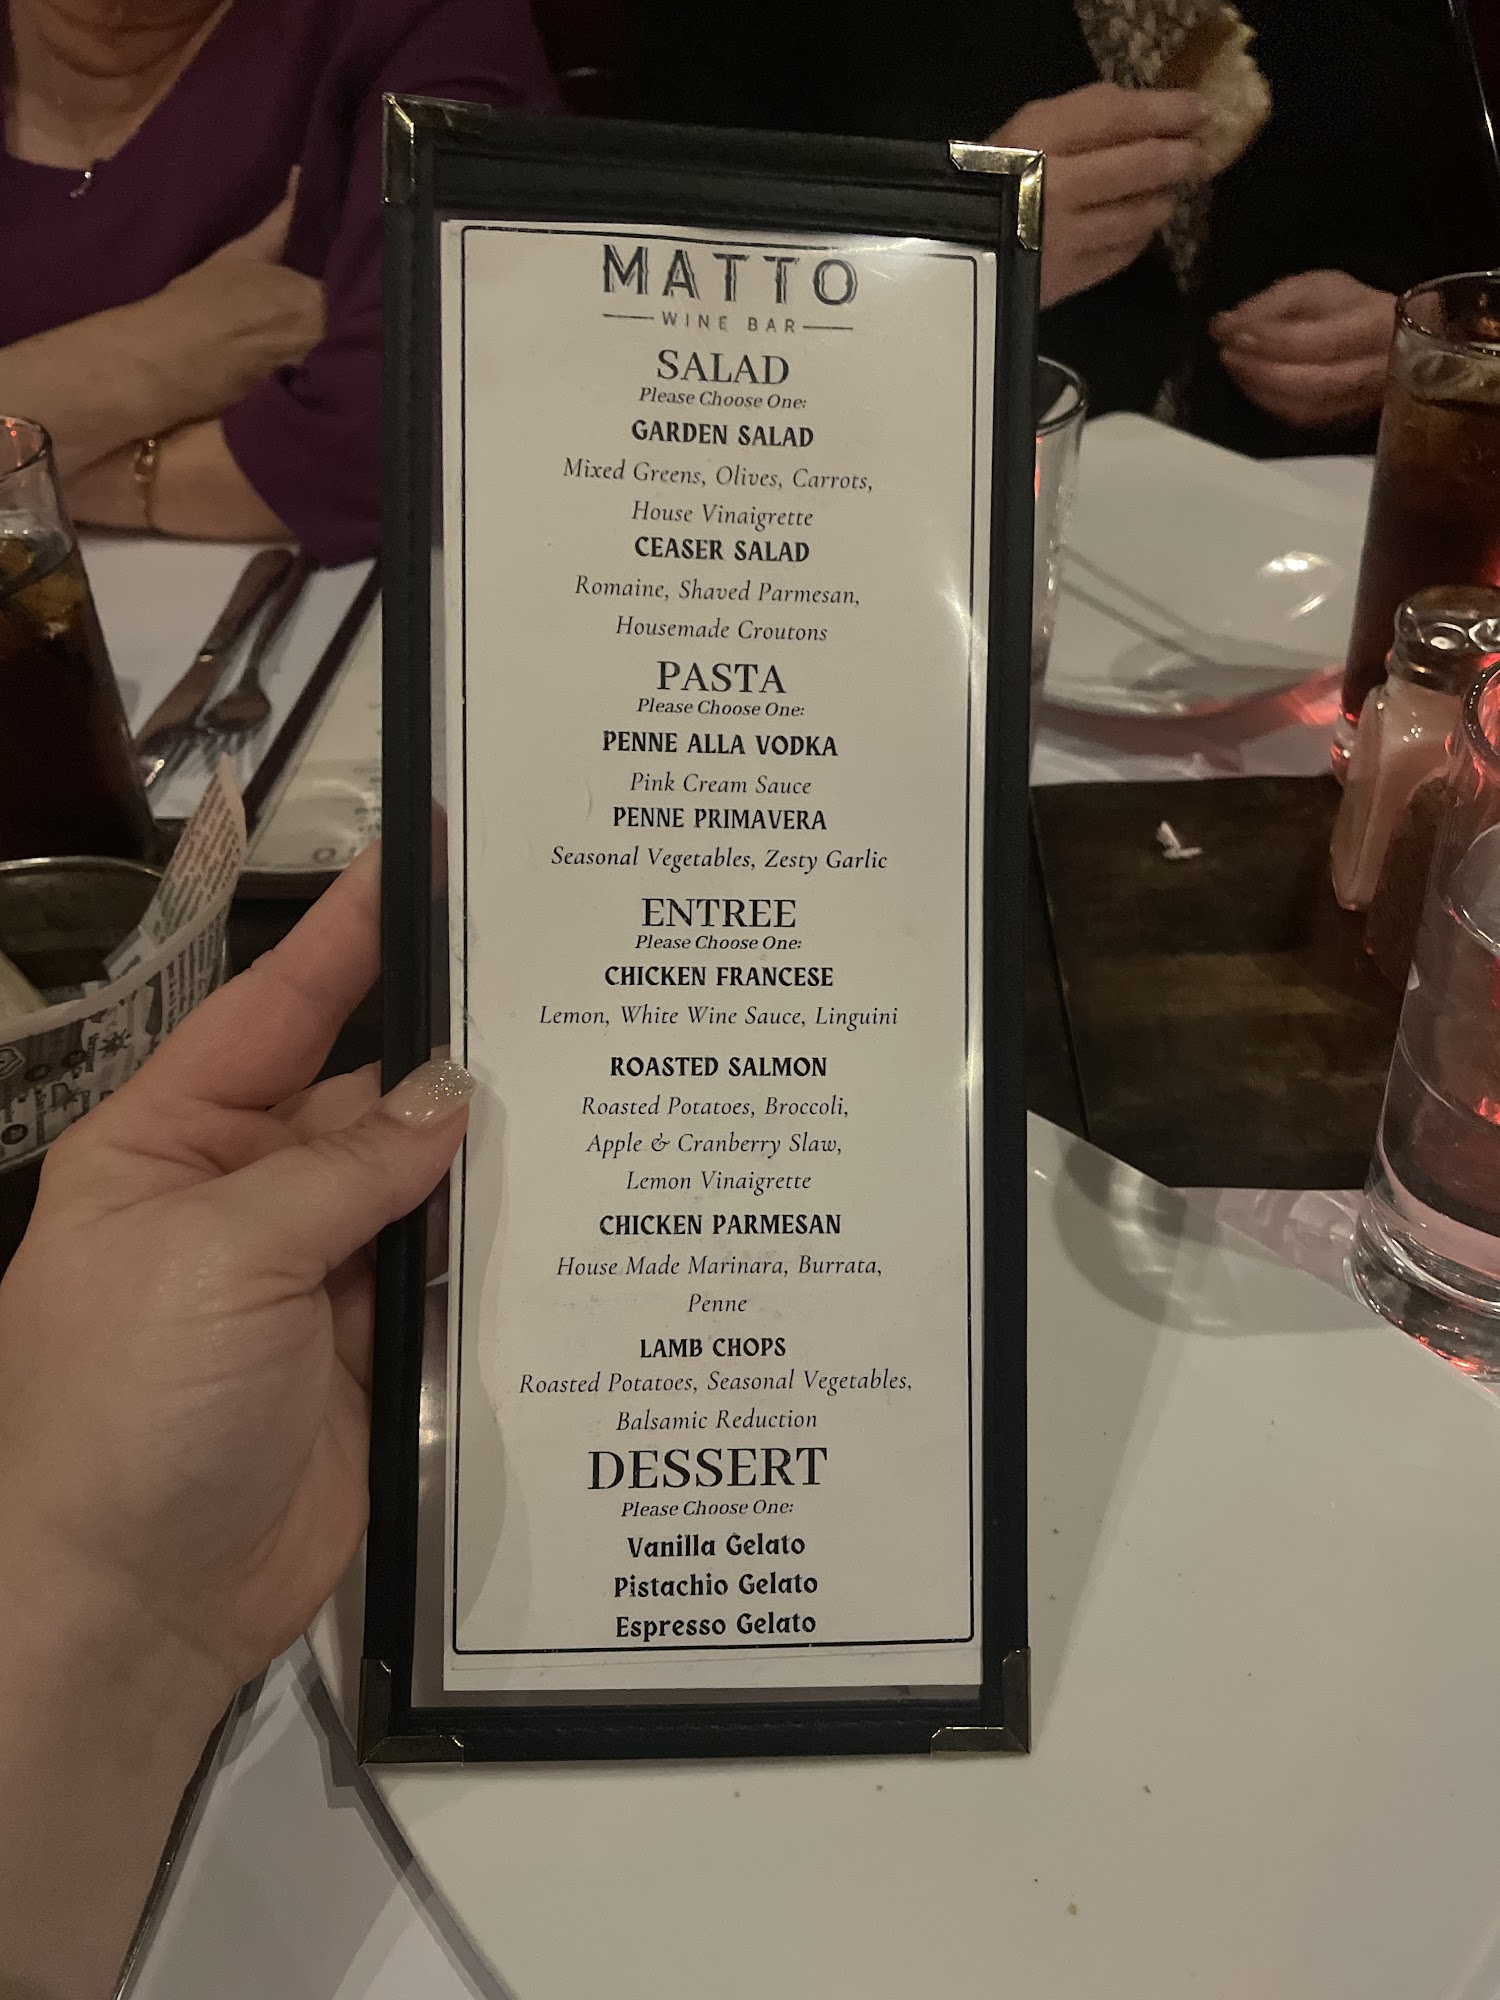 MATTO
WINE BAR
SALAD
Please Choose One:
GARDEN SALAD
Mixed Greens, Olives, Carrots,
House Vinaigrette
CEASER SALAD
Romaine, Shaved Parmesan,
Housemade Croutons
PASTA
Please Choose One:
PENNE ALLA VODKA
Pink Cream Sauce
PENNE PRIMAVERA
Seasonal Vegetables, Zesty Garlic
ENTREE
Please Choose One:
CHICKEN FRANCESE
Lemon, White Wine Sauce, Linguini
ROASTED SALMON
Roasted Potatoes, Broccoli,
Apple & Cranberry Slaw,
Lemon Vinaigrette
CHICKEN PARMESAN
House Made Marinara, Burrata,
Penne
LAMB CHOPS
Roasted Potatoes, Seasonal Vegetables,
Balsamic Reduction
DESSERT
Please Choose One:
Vanilla Gelato
Pistachio Gelato
Espresso Gelato